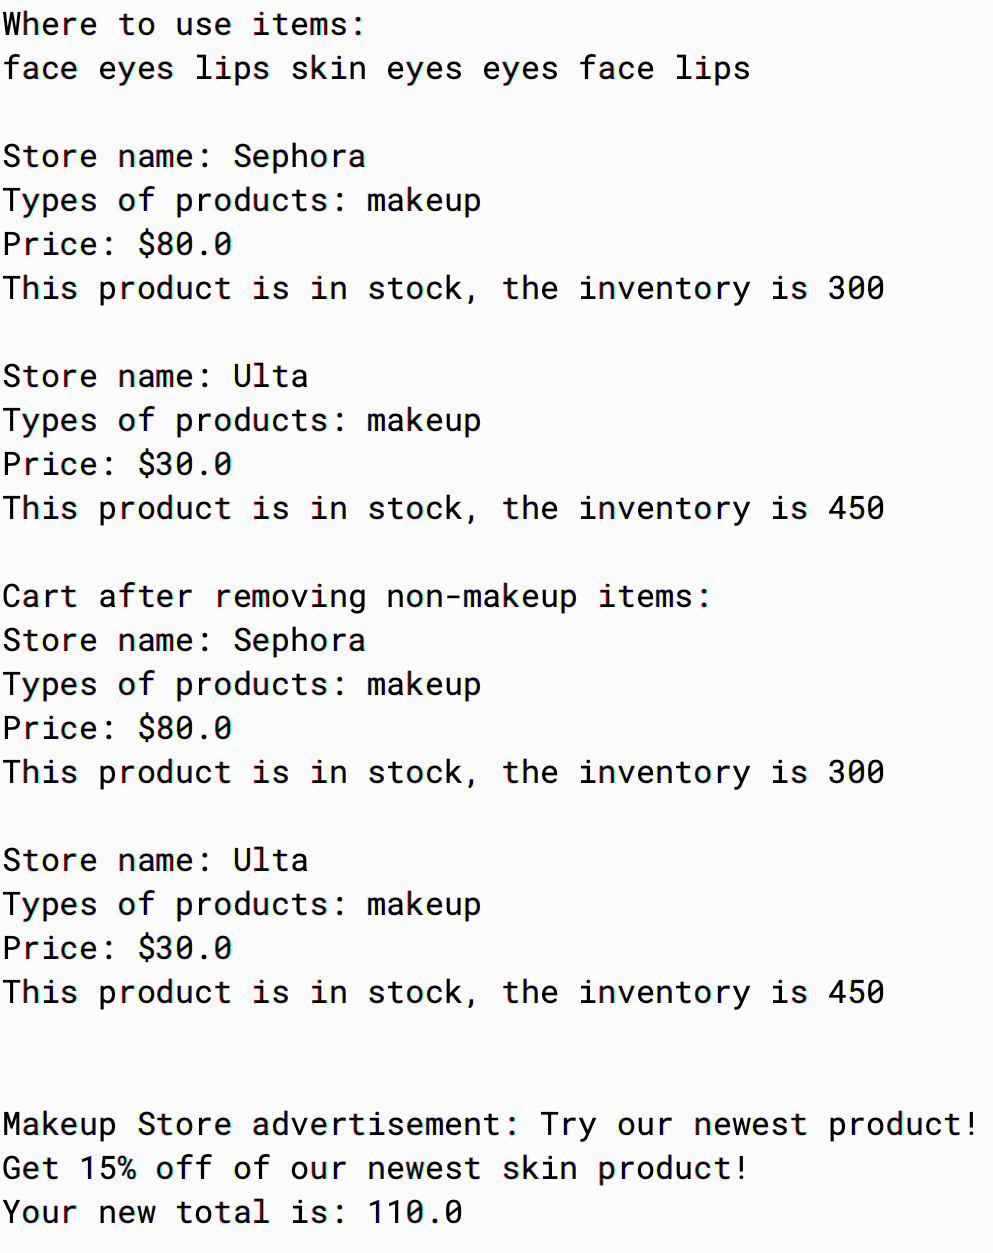 Where to use items:
face eyes lips skin eyes eyes face lips
Store name: Sephora
Types of products: makeup
Price: $80.0
This product is in stock, the inventory is 300
Store name: Ulta
Types of products: makeup
Price: $30.0
This product is in stock, the inventory is 450
Cart after removing non-makeup items:
Store name: Sephora
Types of products: makeup
Price: $80.0
This product is in stock, the inventory is 300
Store name: Ulta
Types of products: makeup
Price: $30.0
This product is in stock, the inventory is 450
Makeup Store advertisement: Try our newest product!
Get 15% off of our newest skin product!
Your new total is: 110.0